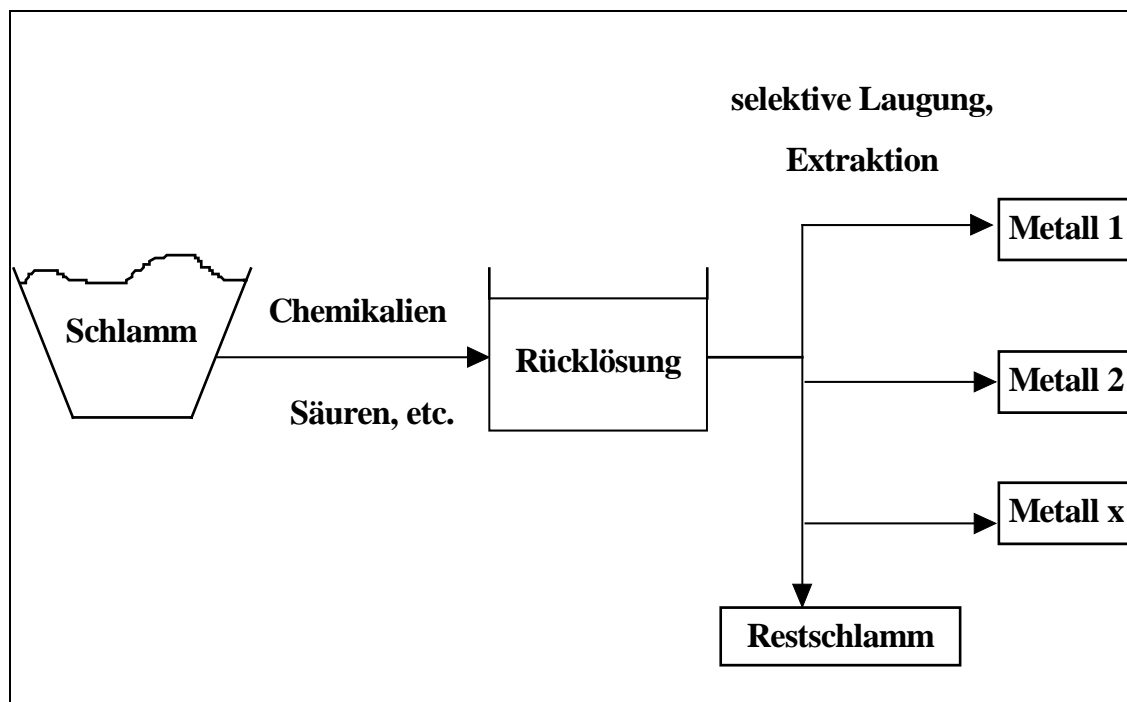 selektive Laugung,
Extraktion
Metall 1
Schlamm
Chemikalien
Säuren, etc.
Rücklösung
Metall 2
Metall x
Restschlamm